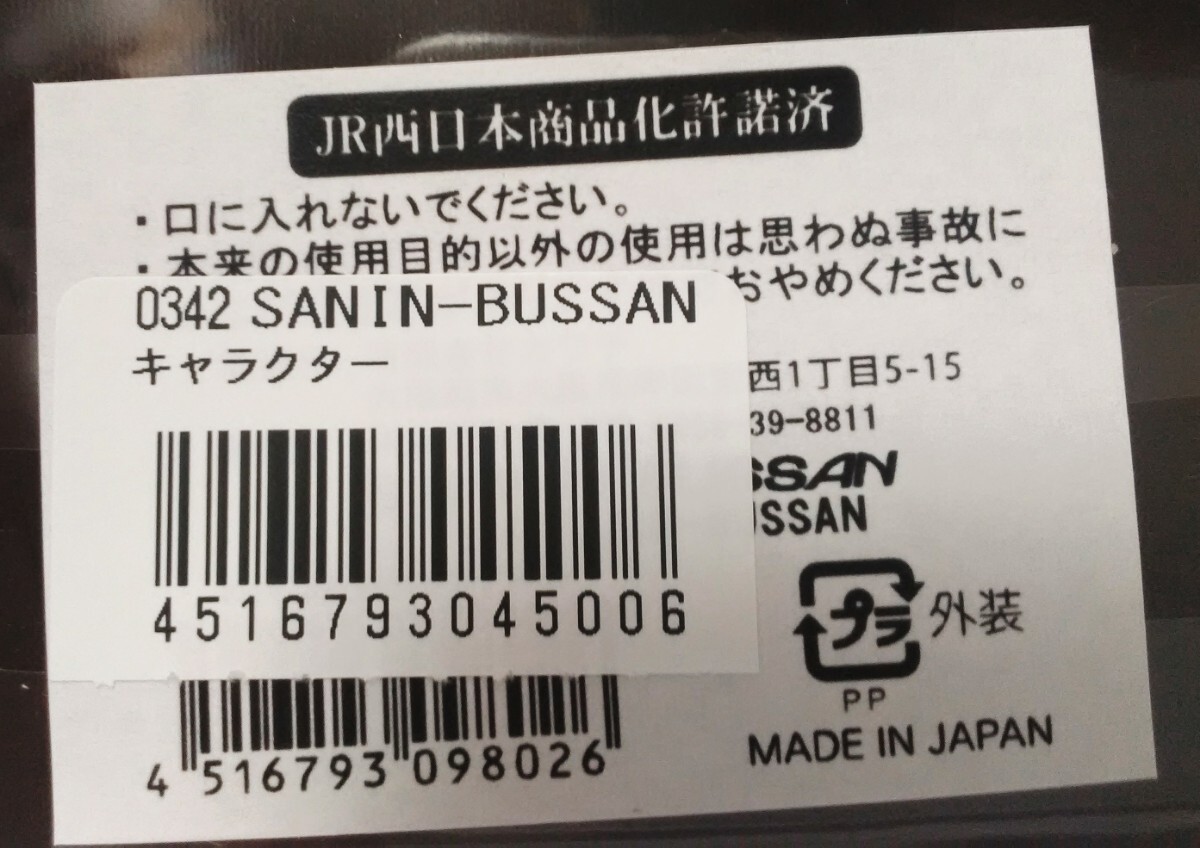 JR西日本商品化許諾済
・口に入れないでください。
・本来の使用目的以外の使用は思わぬ事故に
おやめください。
0342 SANIN-BUSSAN
キャラクター
西1丁目5-15
39-8811
SSAN
USSAN
4516793045006
プラ 外装
PP
MADE IN JAPAN
4 516793 098026